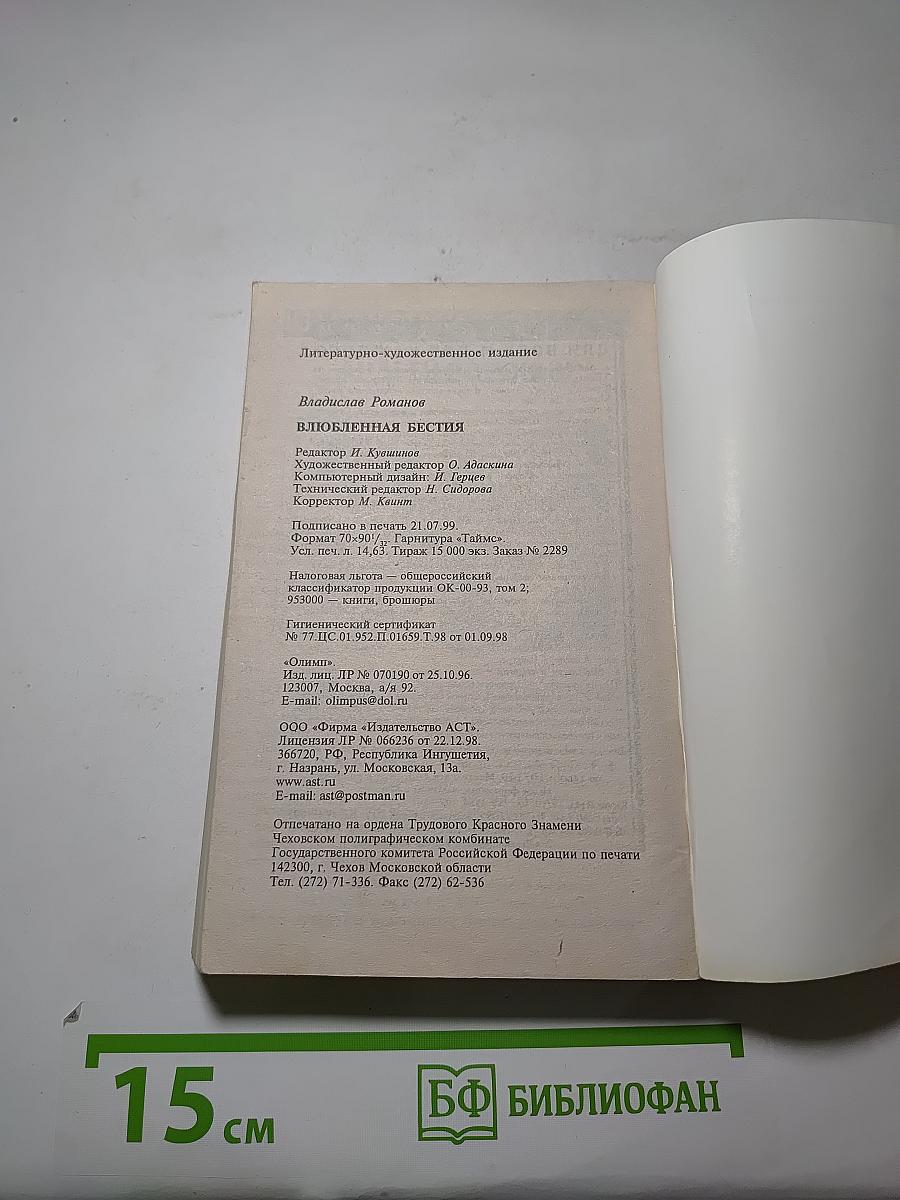 Литературно-художественное издание
Владислав Романов
ВЛЮБЛЕННАЯ БЕСТИЯ
Редактор И. Кувшинов
Художественный редактор О. Адаскина
Компьютерный дизайн: И. Герцев
Технический редактор Н. Сидорова
Корректор М. Квинт
Подписано в печать 21.07.99.
Формат 70×90¹/₃₂. Гарнитура «Таймс».
Усл. печ. л. 14,63. Тираж 15 000 экз. Заказ № 2289
Налоговая льгота — общероссийский
классификатор продукции ОК-00-93, том 2;
953000 — книги, брошюры
Гигиенический сертификат
№ 77.ЦС.01.952.П.01659.Т.98 от 01.09.98
«Олимп».
Изд. лиц. ЛР № 070190 от 25.10.96.
123007, Москва, а/я 92.
E-mail: olimpus@dol.ru
ООО «Фирма «Издательство АСТ».
Лицензия ЛР № 066236 от 22.12.98.
366720, РФ, Республика Ингушетия,
г. Назрань, ул. Московская, 13а.
www.ast.ru
E-mail: ast@postman.ru
Отпечатано на ордена Трудового Красного Знамени
Чеховском полиграфическом комбинате
Государственного комитета Российской Федерации по печати
142300, г. Чехов Московской области
Тел. (272) 71-336. Факс (272) 62-536
15 см
БФ БИБЛИОФАН